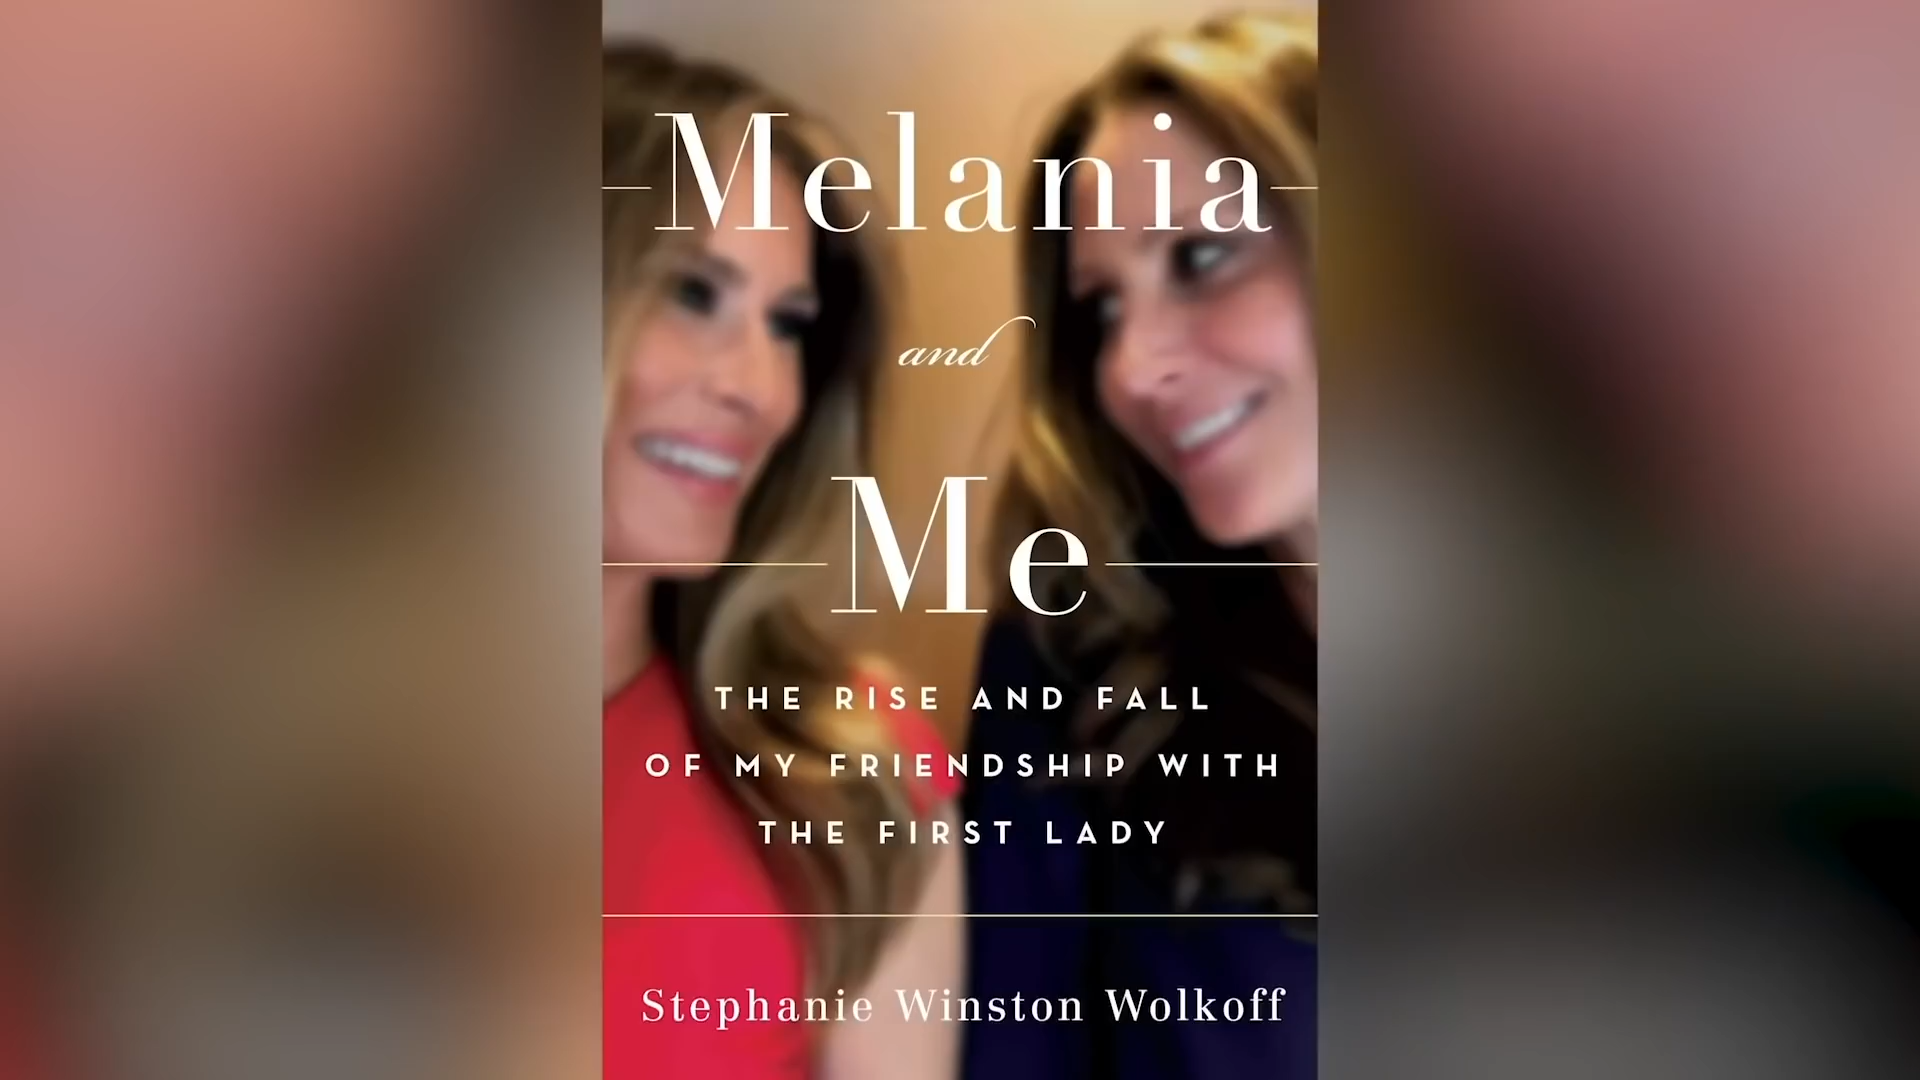 Melania
and
Me
THE RISE AND FALL
OF MY FRIENDSHIP WITH
THE FIRST LADY
Stephanie Winston Wolkoff